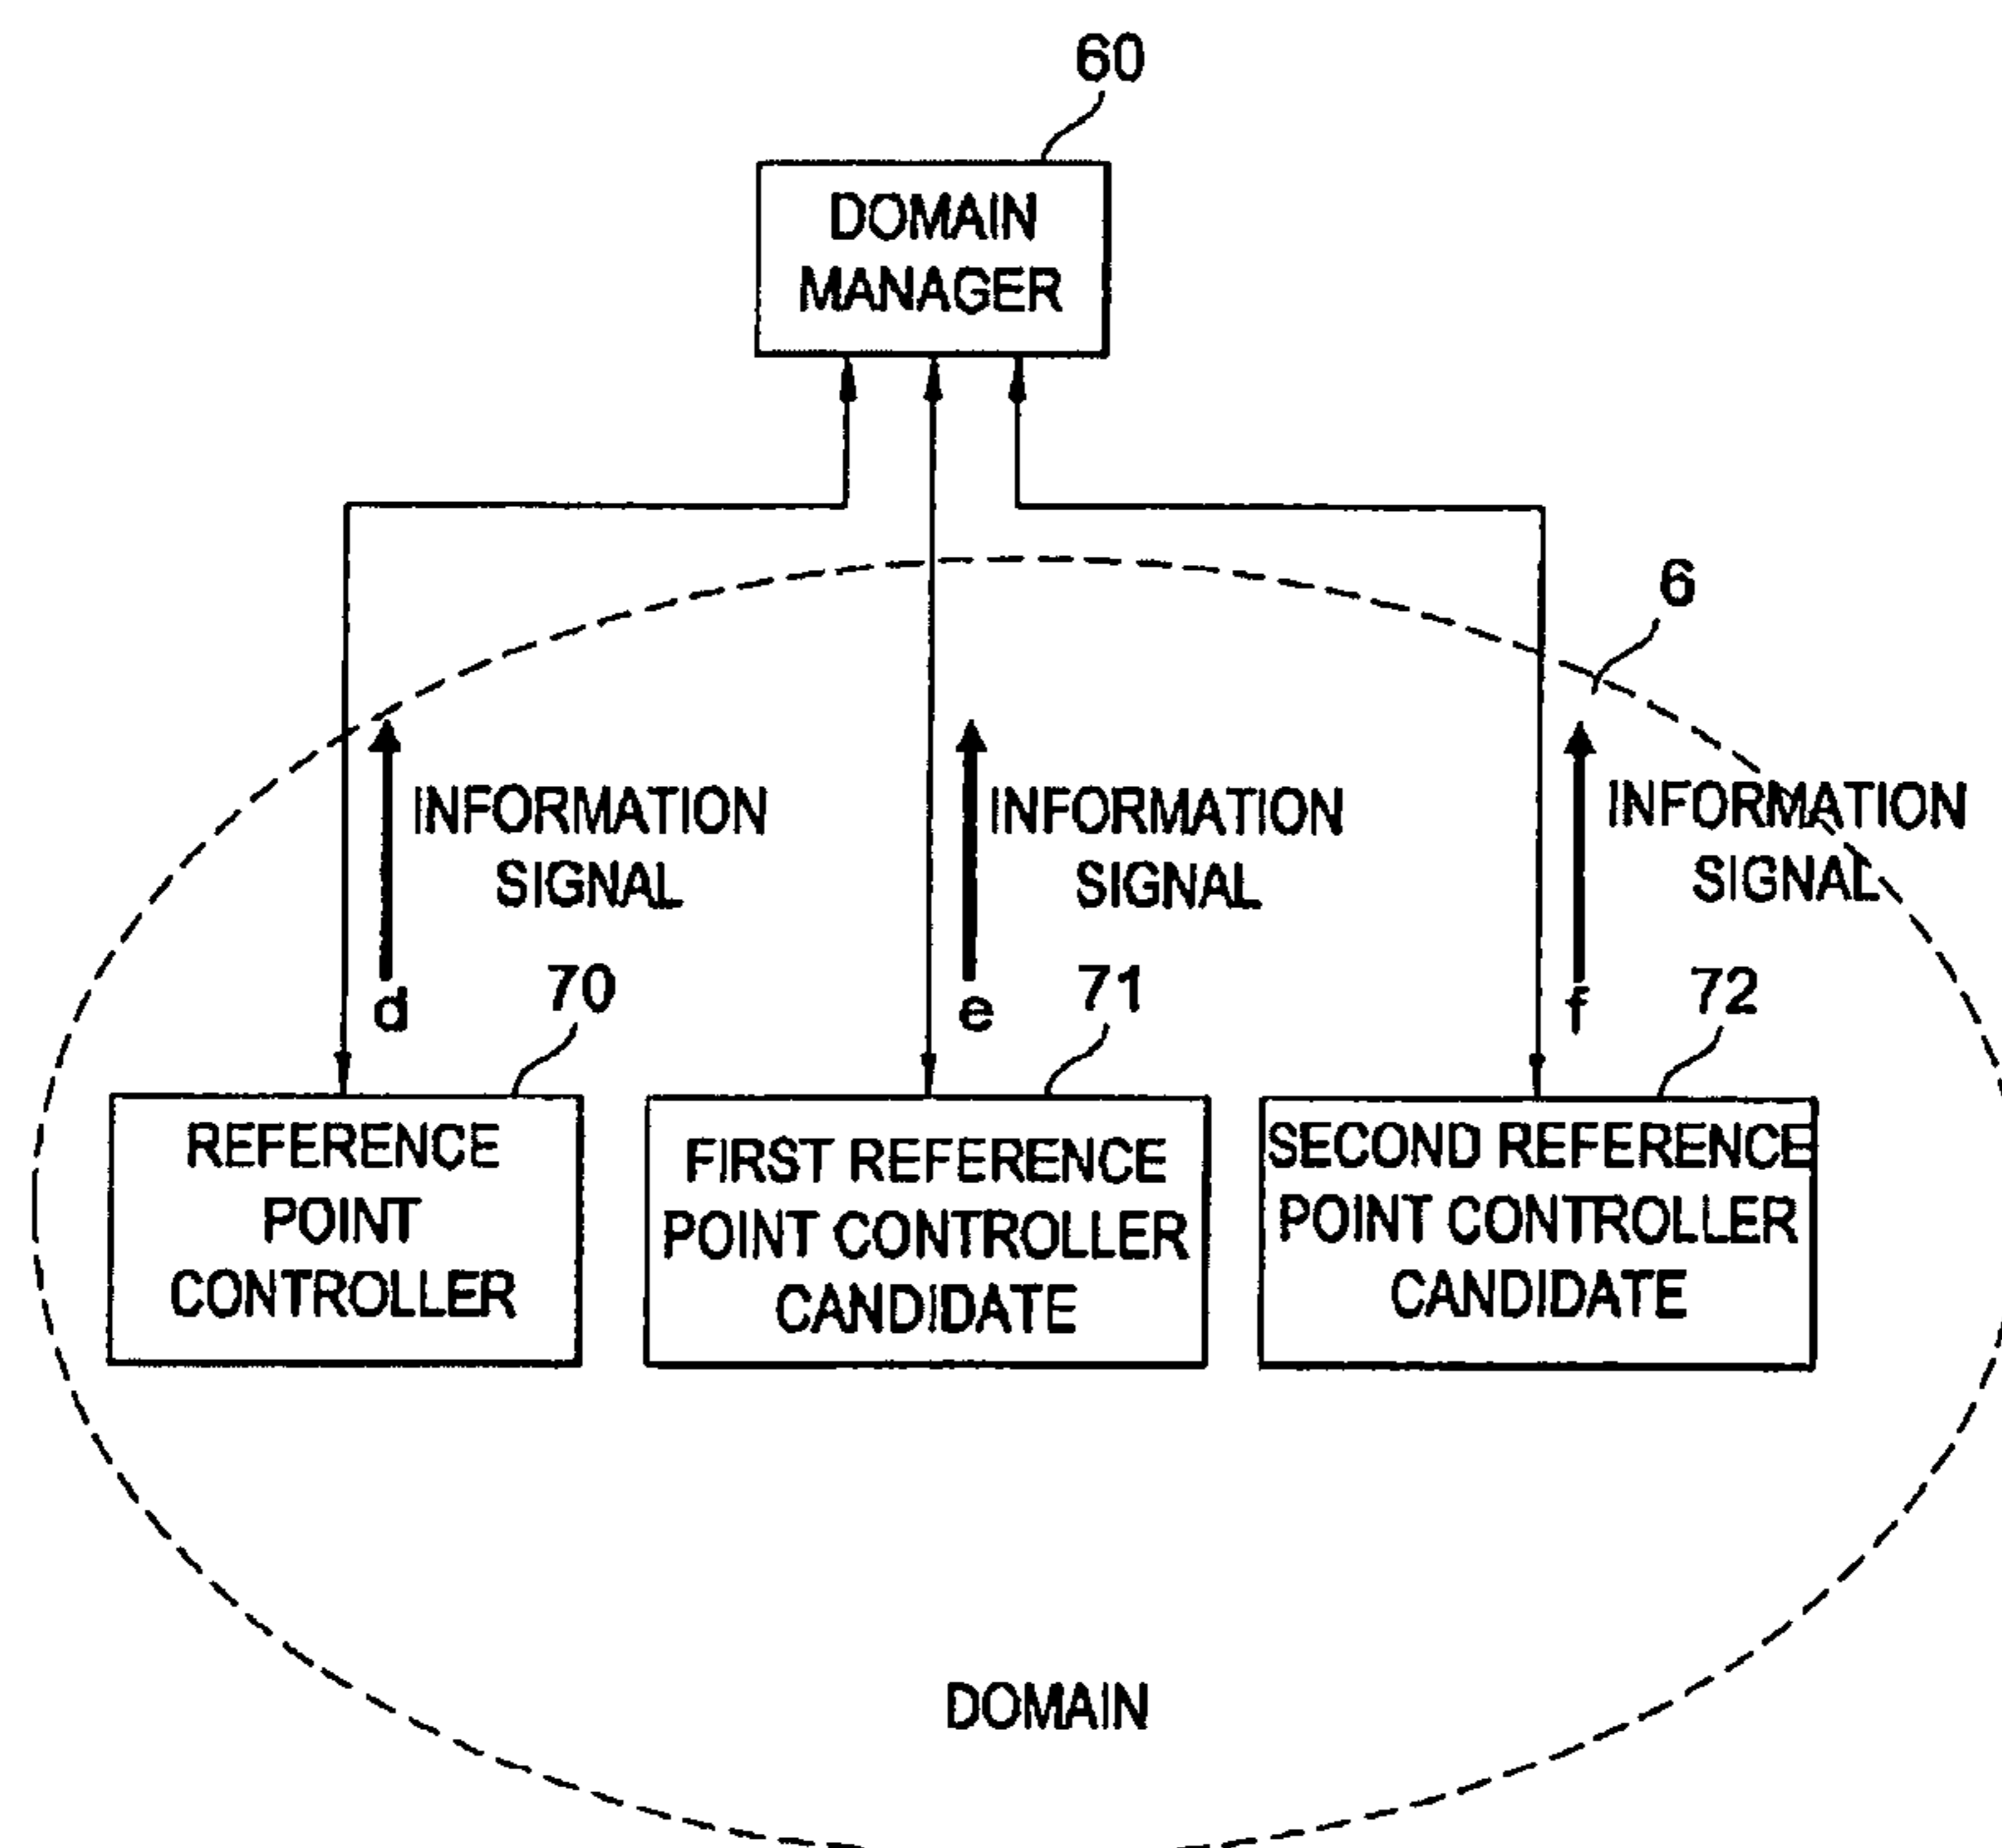 60
DOMAIN
MANAGER
6
INFORMATION
SIGNAL
INFORMATION
SIGNAL
INFORMATION
SIGNAL
d
70
e
71
f
72
REFERENCE
POINT
CONTROLLER
FIRST REFERENCE
POINT CONTROLLER
CANDIDATE
SECOND REFERENCE
POINT CONTROLLER
CANDIDATE
DOMAIN